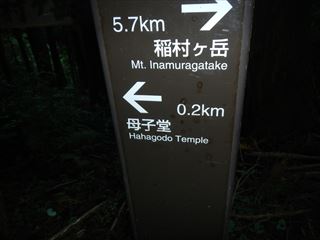 5.7km →
稲村ヶ岳
Mt. Inamuragatake
← 0.2km
母子堂
Hahagodo Temple